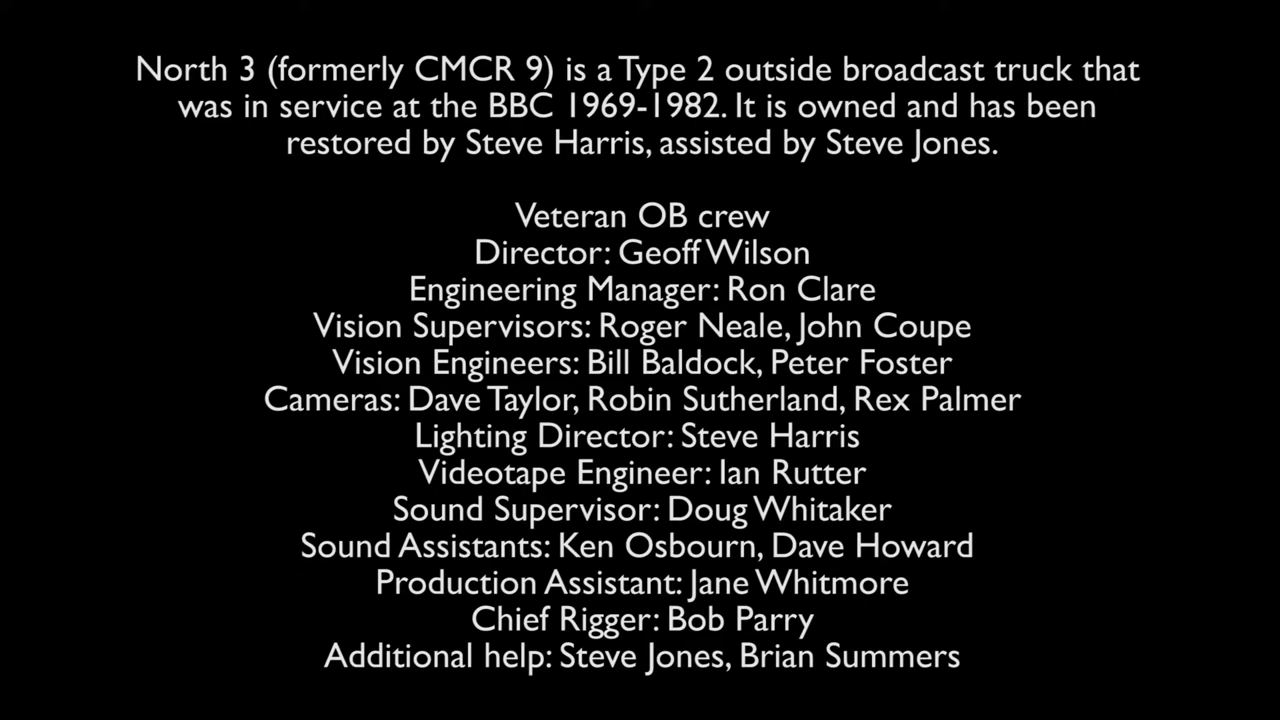 North 3 (formerly CMCR 9) is a Type 2 outside broadcast truck that
was in service at the BBC 1969-1982. It is owned and has been
restored by Steve Harris, assisted by Steve Jones.
Veteran OB crew
Director: Geoff Wilson
Engineering Manager: Ron Clare
Vision Supervisors: Roger Neale, John Coupe
Vision Engineers: Bill Baldock, Peter Foster
Cameras: Dave Taylor, Robin Sutherland, Rex Palmer
Lighting Director: Steve Harris
Videotape Engineer: Ian Rutter
Sound Supervisor: Doug Whitaker
Sound Assistants: Ken Osbourn, Dave Howard
Production Assistant: Jane Whitmore
Chief Rigger: Bob Parry
Additional help: Steve Jones, Brian Summers